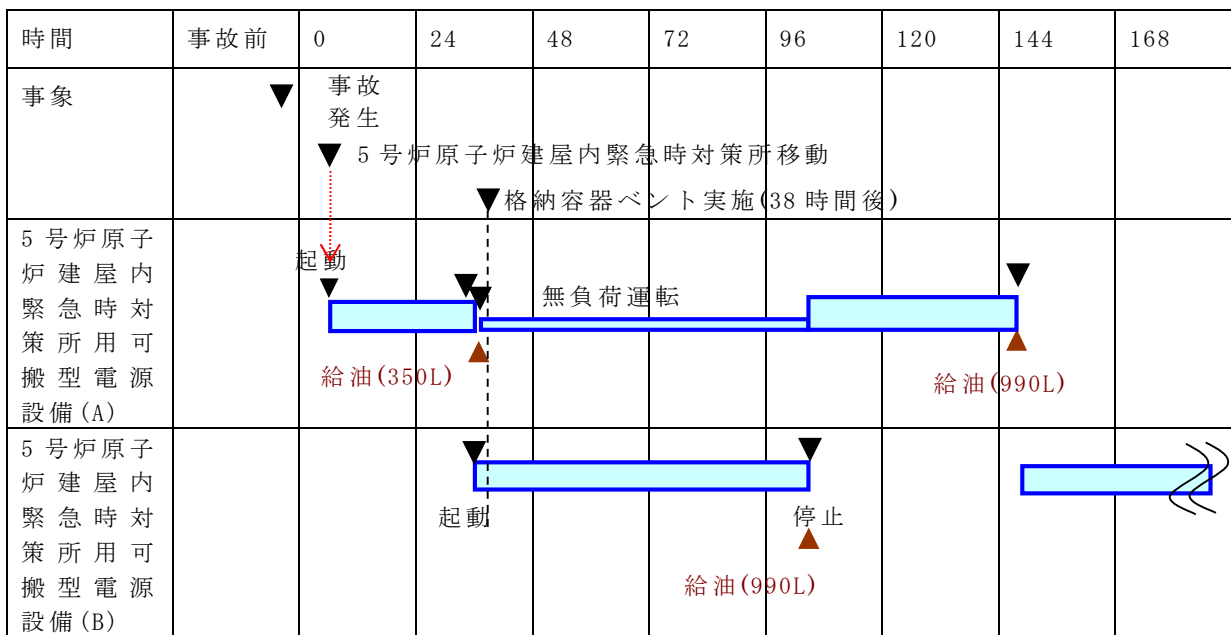 時間 事故前 0 24 48 72 96 120 144 168
事象
事故
発生
5号炉原子炉建屋内緊急時対策所移動
格納容器ベント実施(38時間後)
5号炉原子
炉建屋内
緊急時対
策所用可
搬型電源
設備(A)
起動
無負荷運転
給油(350L)
給油(990L)
5号炉原子
炉建屋内
緊急時対
策所用可
搬型電源
設備(B)
起動
停止
給油(990L)